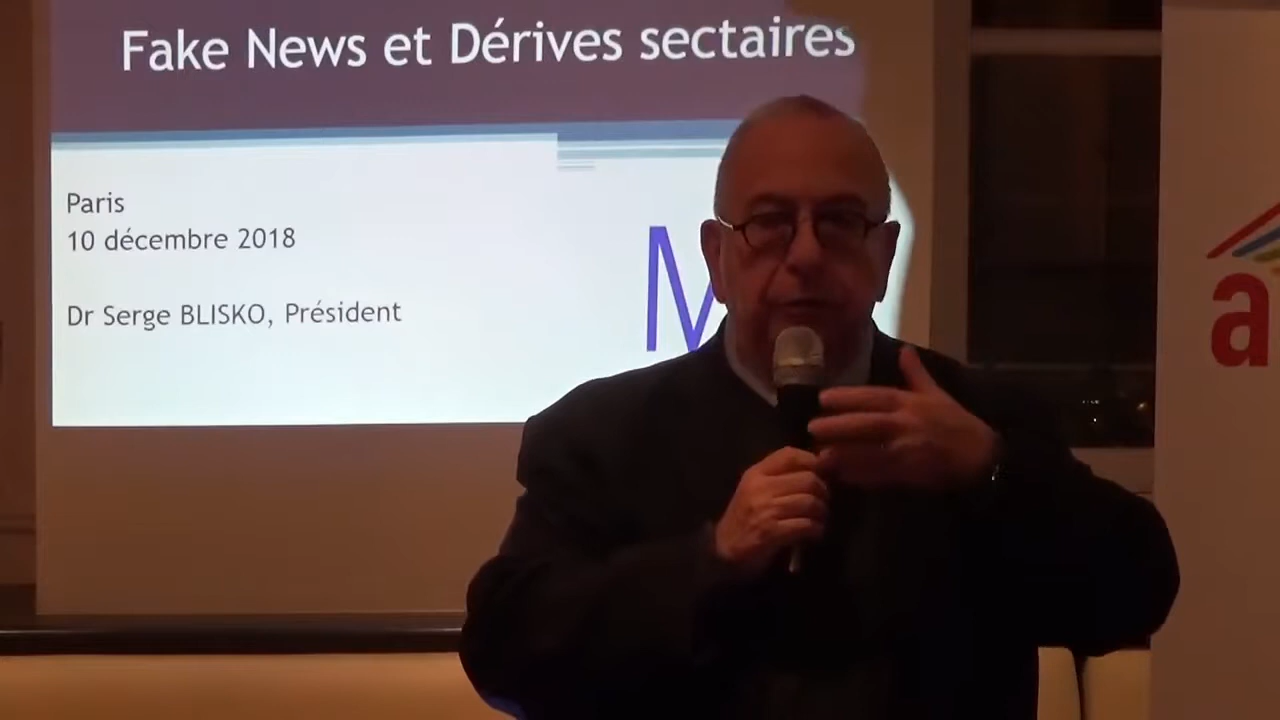 Fake News et Dérives sectaires
Paris
10 décembre 2018
Dr Serge BLISKO, Président
M
a